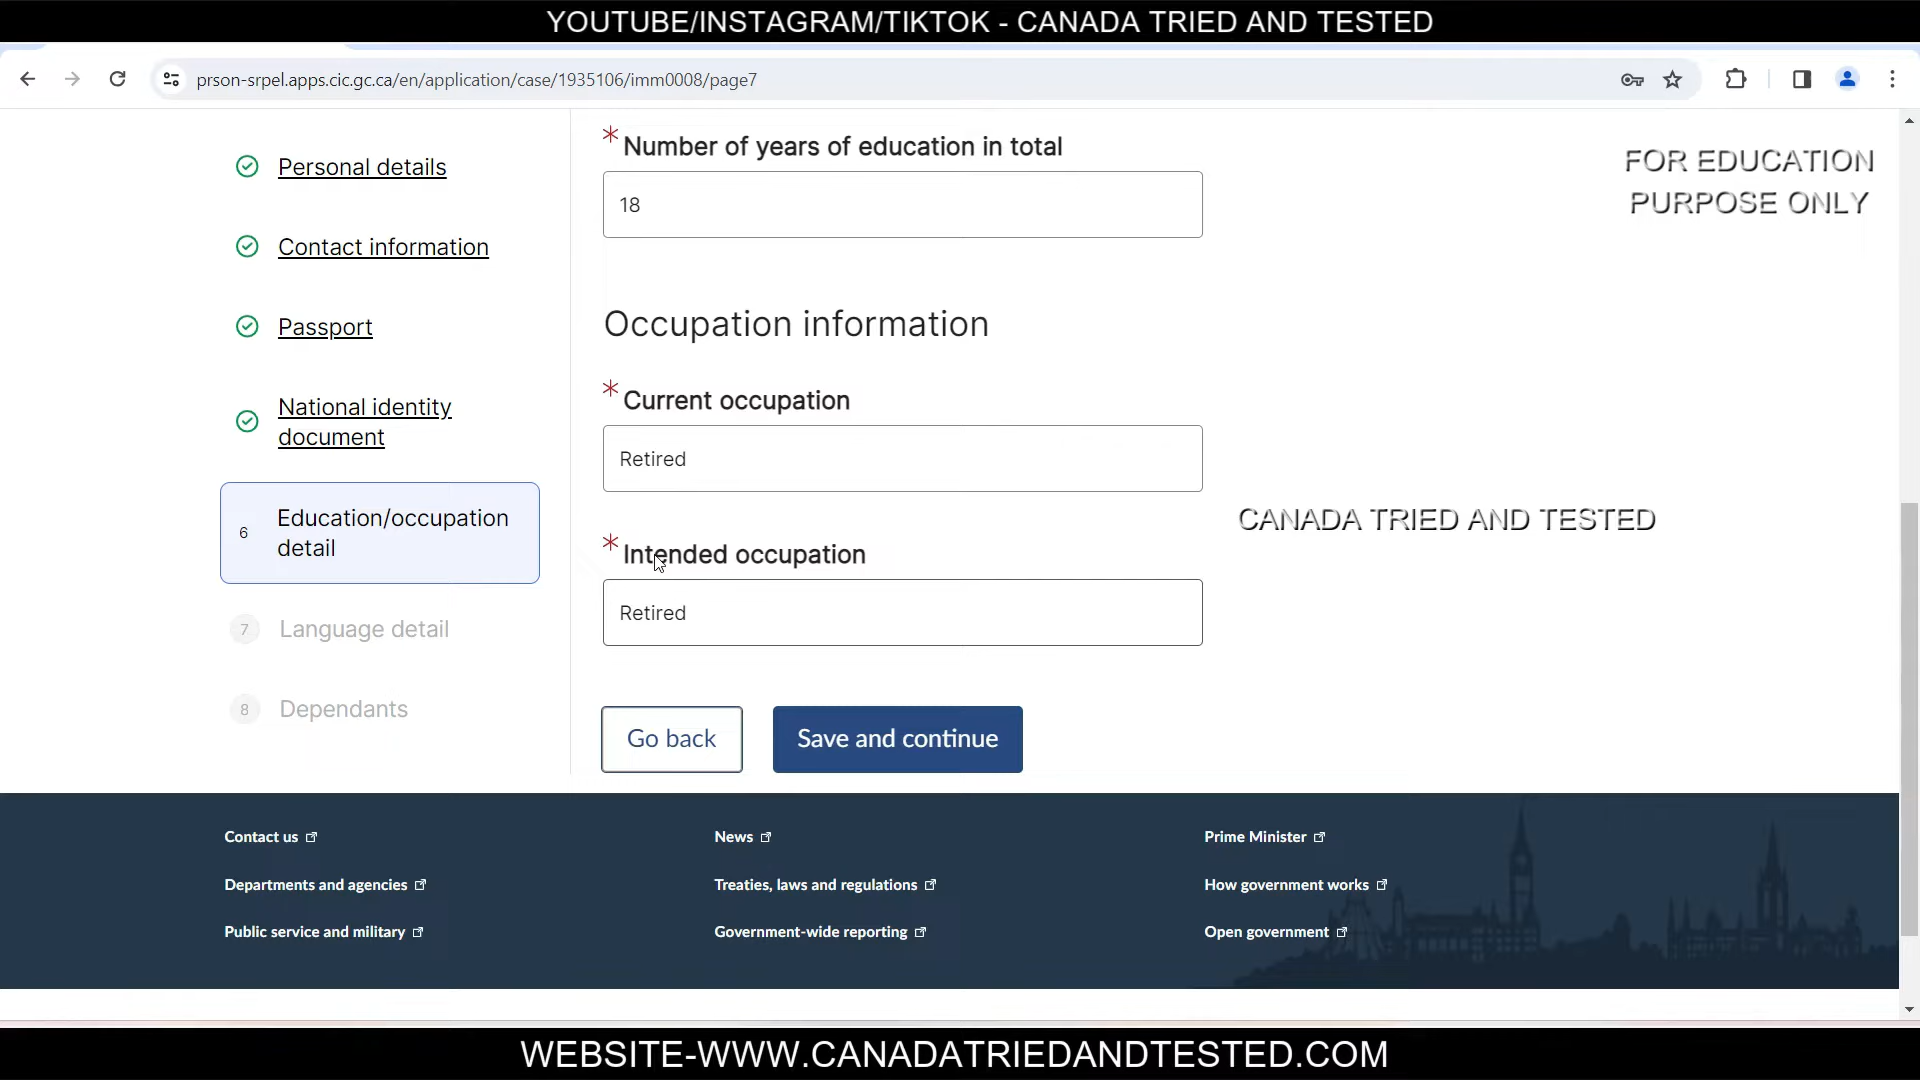 YOUTUBE/INSTAGRAM/TIKTOK - CANADA TRIED AND TESTED
prson-srpel.apps.cic.gc.ca/en/application/case/1935106/imm0008/page7
Personal details
Contact information
Passport
National identity
document
6
Education/occupation
detail
7
Language detail
8
Dependants
* Number of years of education in total
18
Occupation information
* Current occupation
Retired
* Intended occupation
Retired
Go back
Save and continue
FOR EDUCATION
PURPOSE ONLY
CANADA TRIED AND TESTED
Contact us
News
Prime Minister
Departments and agencies
Treaties, laws and regulations
How government works
Public service and military
Government-wide reporting
Open government
WEBSITE-WWW.CANADATRIEDANDTESTED.COM